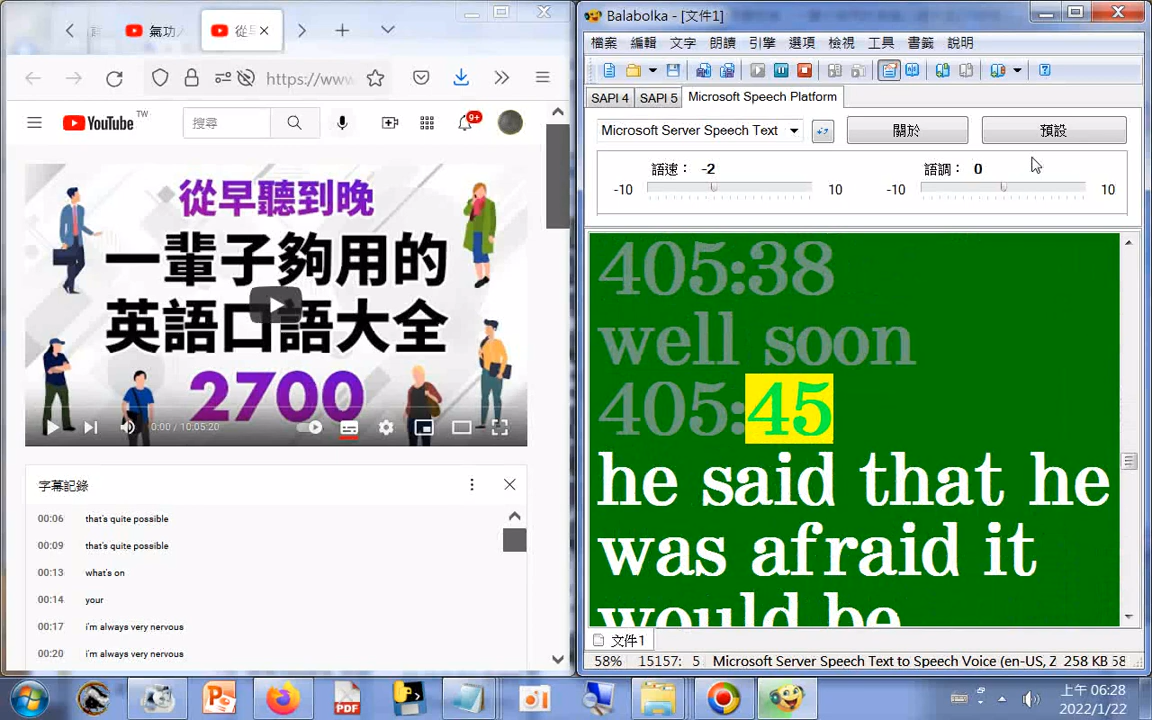 氣功
從
https://www
YouTube TW
搜尋
9+
從早聽到晚
一輩子夠用的
英語口語大全
2700
0:00 / 10:05:20
字幕記錄
00:06 that's quite possible
00:09 that's quite possible
00:13 what's on
00:14 your
00:17 i'm always very nervous
00:20 i'm always very nervous
Balabolka - [文件1]
檔案 編輯 文字 朗讀 引擎 選項 檢視 工具 書籤 說明
SAPI 4 SAPI 5 Microsoft Speech Platform
Microsoft Server Speech Text 關於 預設
語速： -2 語調： 0
-10 10 -10 10
405:38
well soon
405:45
he said that he
was afraid it
would be
文件1
58% 15157: 5 Microsoft Server Speech Text to Speech Voice (en-US, Z 258 KB 58
PDF
上午 06:28
2022/1/22